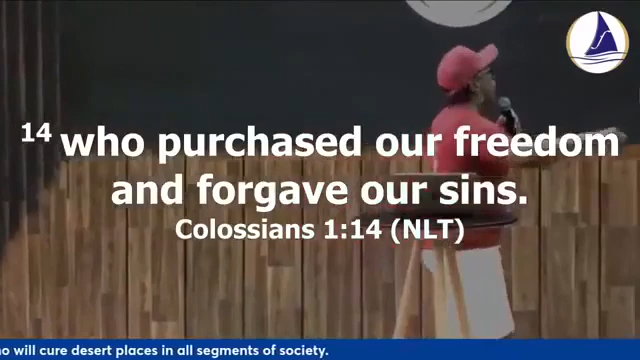 14 who purchased our freedom
and forgave our sins.
Colossians 1:14 (NLT)
will cure desert places in all segments of society.